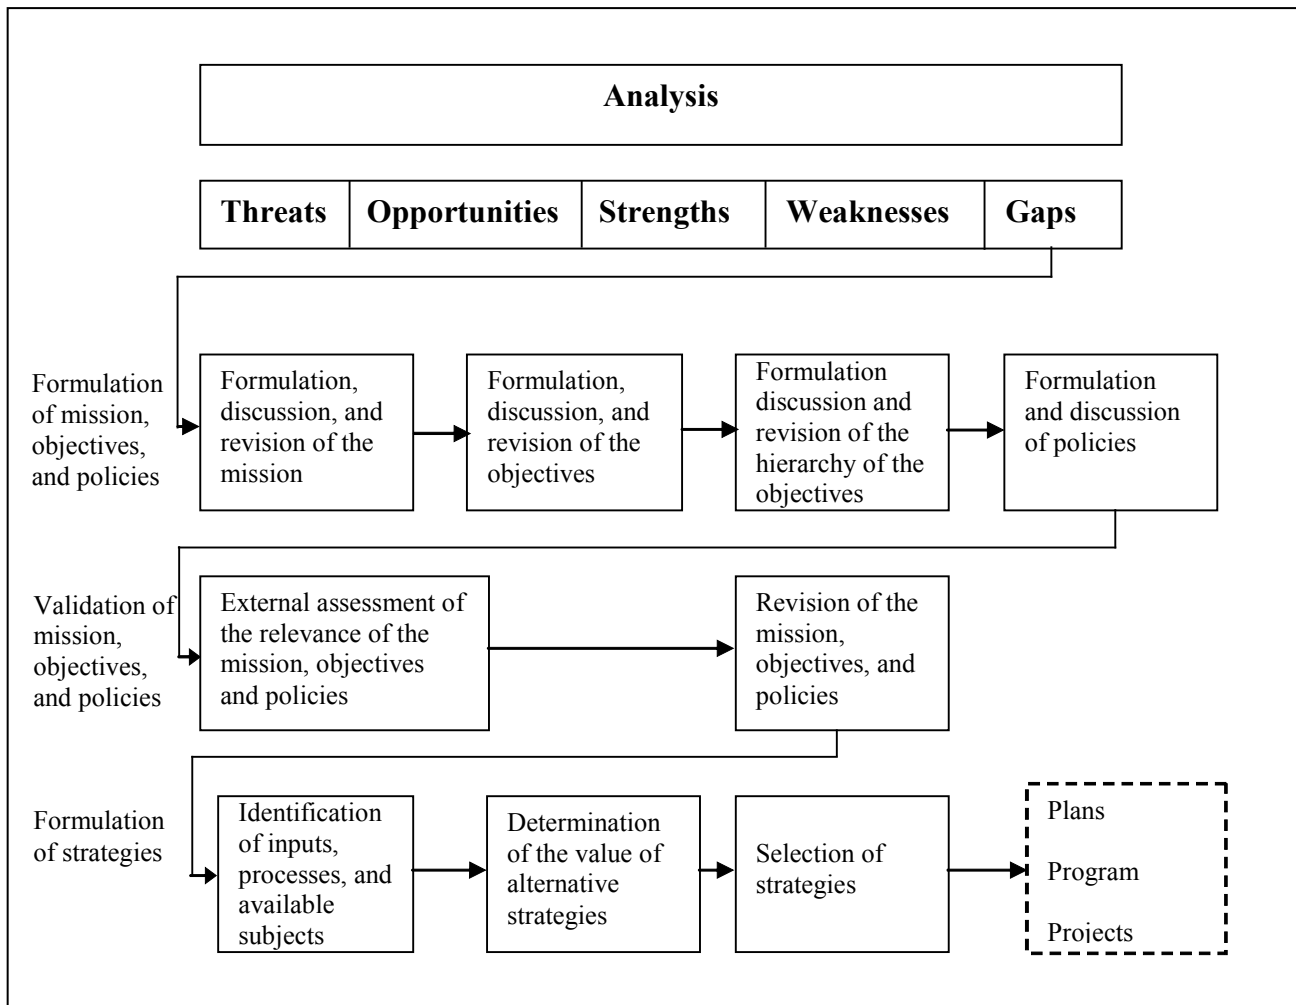 Analysis
Threats Opportunities Strengths Weaknesses Gaps
Formulation
of mission,
objectives,
and policies
Formulation,
discussion, and
revision of the
mission
Formulation,
discussion, and
revision of the
objectives
Formulation
discussion and
revision of the
hierarchy of the
objectives
Formulation
and discussion
of policies
Validation of
mission,
objectives,
and policies
External assessment of
the relevance of the
mission, objectives
and policies
Revision of the
mission,
objectives, and
policies
Formulation
of strategies
Identification
of inputs,
processes, and
available
subjects
Determination
of the value of
alternative
strategies
Selection of
strategies
Plans
Program
Projects